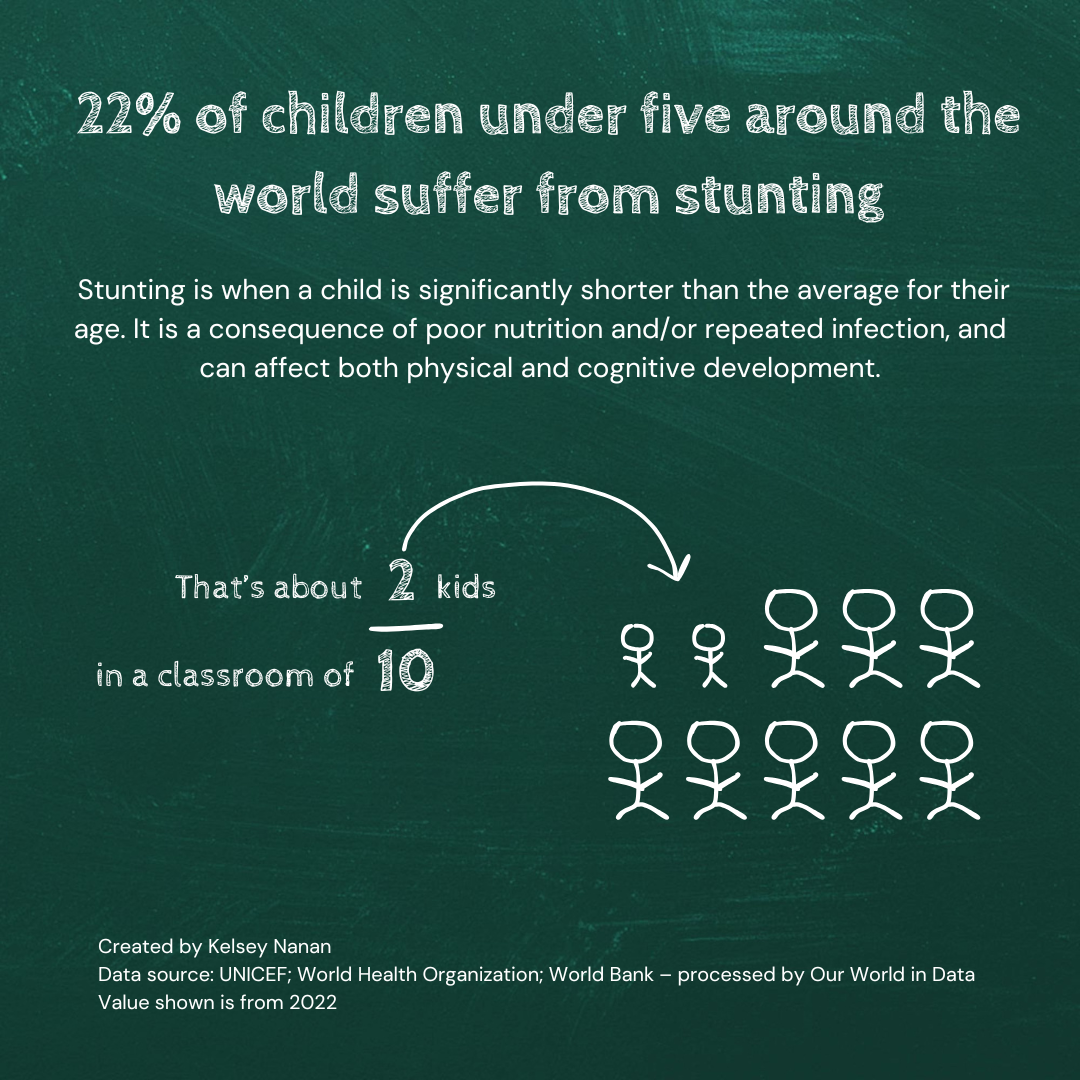 22% of children under five around the
world suffer from stunting
Stunting is when a child is significantly shorter than the average for their
age. It is a consequence of poor nutrition and/or repeated infection, and
can affect both physical and cognitive development.
That's about 2 kids
in a classroom of 10
Created by Kelsey Nanan
Data source: UNICEF; World Health Organization; World Bank – processed by Our World in Data
Value shown is from 2022